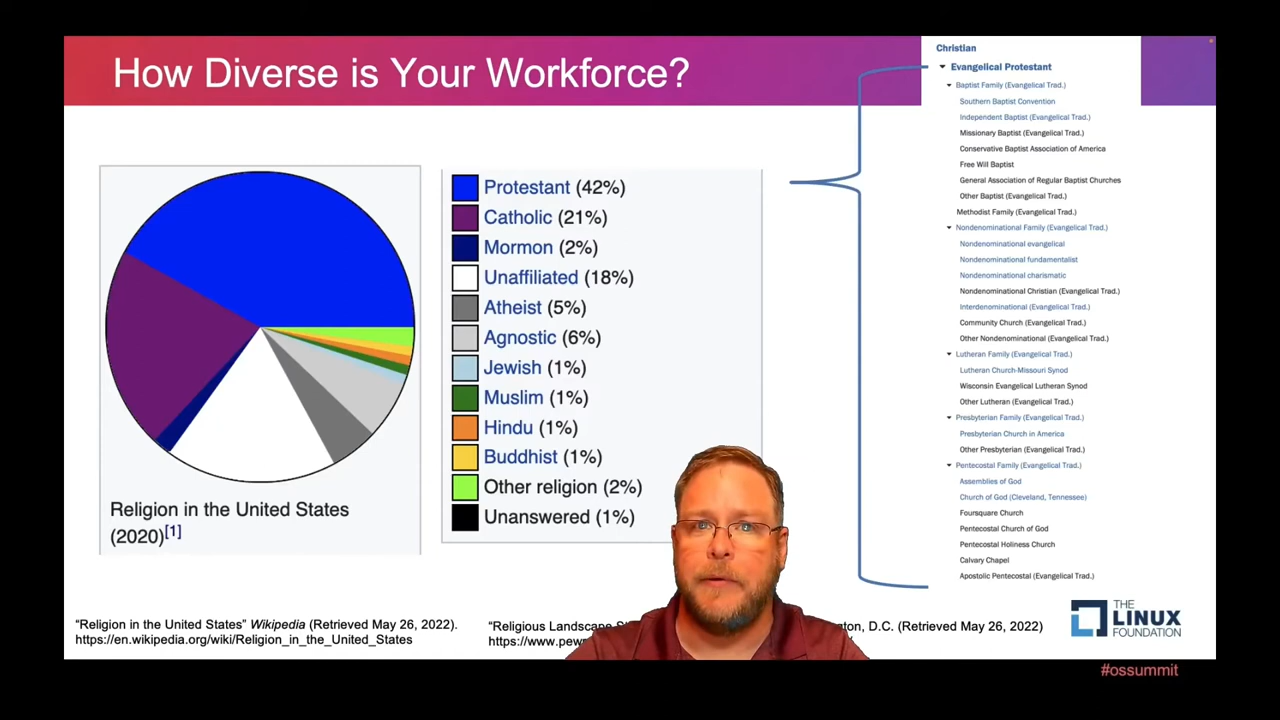 How Diverse is Your Workforce?
Protestant (42%)
Catholic (21%)
Mormon (2%)
Unaffiliated (18%)
Atheist (5%)
Agnostic (6%)
Jewish (1%)
Muslim (1%)
Hindu (1%)
Buddhist (1%)
Other religion (2%)
Unanswered (1%)
Religion in the United States
(2020)[1]
Christian
Evangelical Protestant
Baptist Family (Evangelical Trad.)
Southern Baptist Convention
Independent Baptist (Evangelical Trad.)
Missionary Baptist (Evangelical Trad.)
Conservative Baptist Association of America
Free Will Baptist
General Association of Regular Baptist Churches
Other Baptist (Evangelical Trad.)
Methodist Family (Evangelical Trad.)
Nondenominational Family (Evangelical Trad.)
Nondenominational evangelical
Nondenominational fundamentalist
Nondenominational charismatic
Nondenominational Christian (Evangelical Trad.)
Interdenominational (Evangelical Trad.)
Community Church (Evangelical Trad.)
Other Nondenominational (Evangelical Trad.)
Lutheran Family (Evangelical Trad.)
Lutheran Church-Missouri Synod
Wisconsin Evangelical Lutheran Synod
Other Lutheran (Evangelical Trad.)
Presbyterian Family (Evangelical Trad.)
Presbyterian Church in America
Other Presbyterian (Evangelical Trad.)
Pentecostal Family (Evangelical Trad.)
Assemblies of God
Church of God (Cleveland, Tennessee)
Foursquare Church
Pentecostal Church of God
Pentecostal Holiness Church
Calvary Chapel
Apostolic Pentecostal (Evangelical Trad.)
"Religion in the United States" Wikipedia (Retrieved May 26, 2022).
https://en.wikipedia.org/wiki/Religion_in_the_United_States
"Religious Landscape D.C. (Retrieved May 26, 2022)
THE
LINUX
FOUNDATION
#ossummit